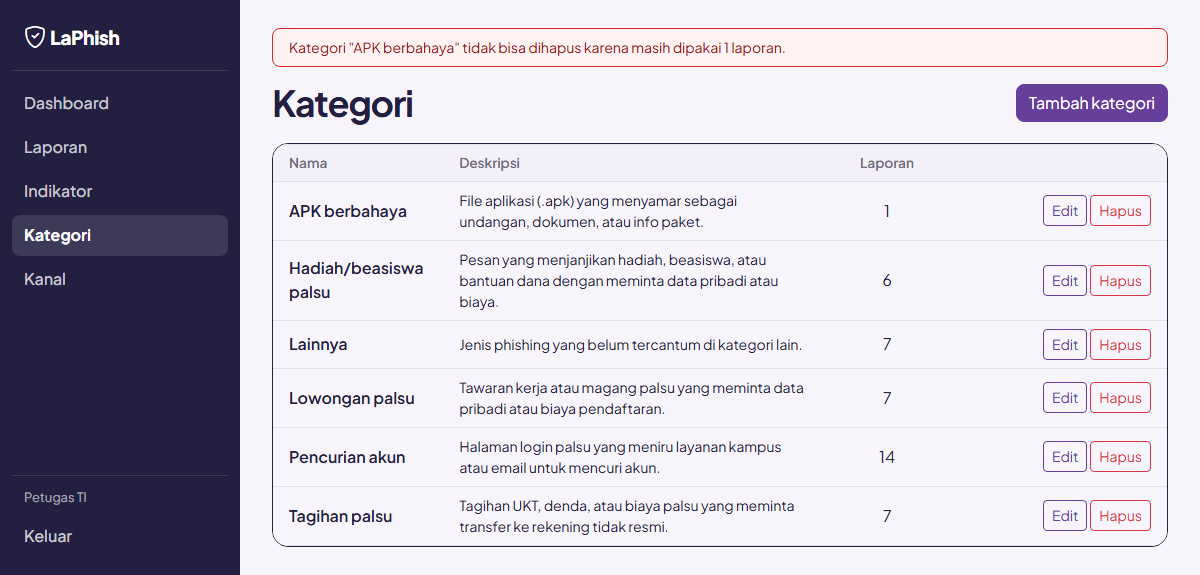 LaPhish
Dashboard
Laporan
Indikator
Kategori
Kanal
Petugas TI
Keluar
Kategori "APK berbahaya" tidak bisa dihapus karena masih dipakai 1 laporan.
Kategori
Tambah kategori
Nama Deskripsi Laporan
APK berbahaya
File aplikasi (.apk) yang menyamar sebagai
undangan, dokumen, atau info paket.
1 Edit Hapus
Hadiah/beasiswa
palsu
Pesan yang menjanjikan hadiah, beasiswa, atau
bantuan dana dengan meminta data pribadi atau
biaya.
6 Edit Hapus
Lainnya
Jenis phishing yang belum tercantum di kategori lain.
7 Edit Hapus
Lowongan palsu
Tawaran kerja atau magang palsu yang meminta data
pribadi atau biaya pendaftaran.
7 Edit Hapus
Pencurian akun
Halaman login palsu yang meniru layanan kampus
atau email untuk mencuri akun.
14 Edit Hapus
Tagihan palsu
Tagihan UKT, denda, atau biaya palsu yang meminta
transfer ke rekening tidak resmi.
7 Edit Hapus